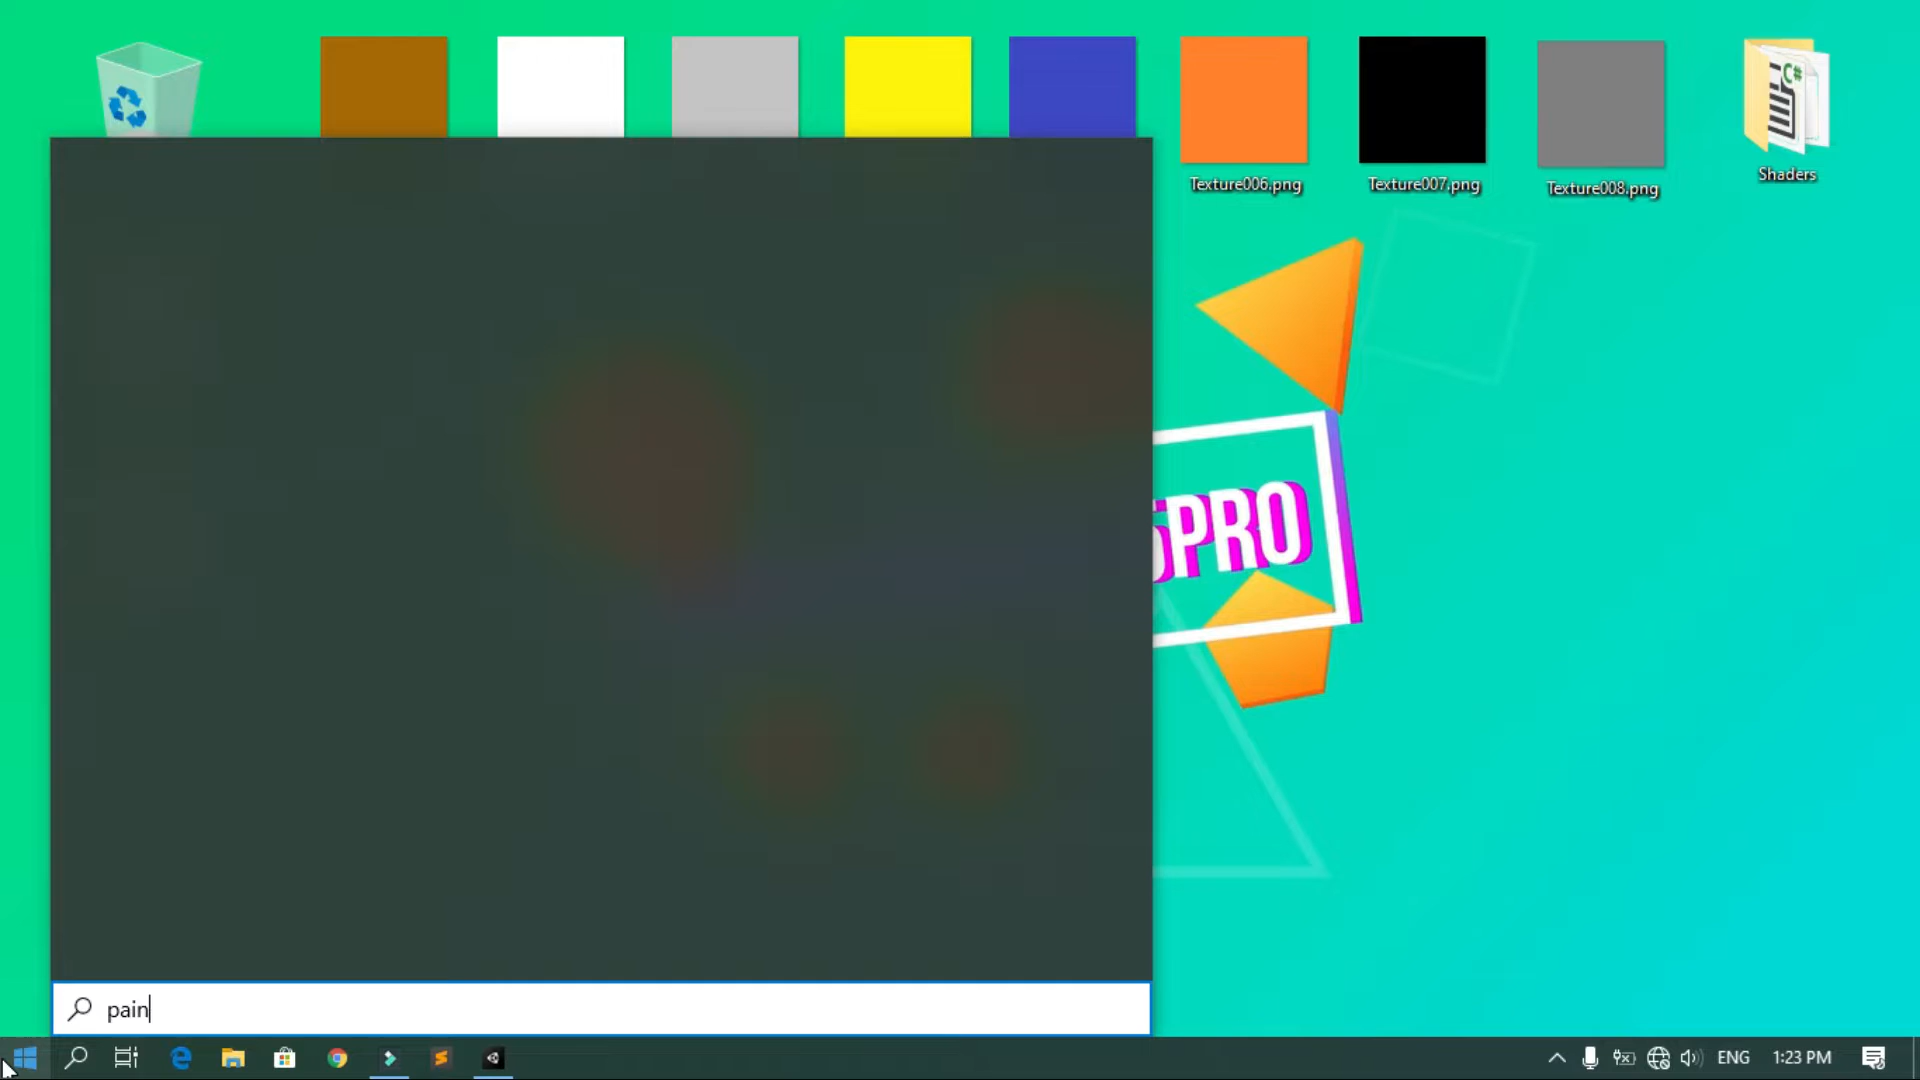 Texture006.png
Texture007.png
Texture008.png
Shaders
C#
PRO
pain
ENG
1:23 PM